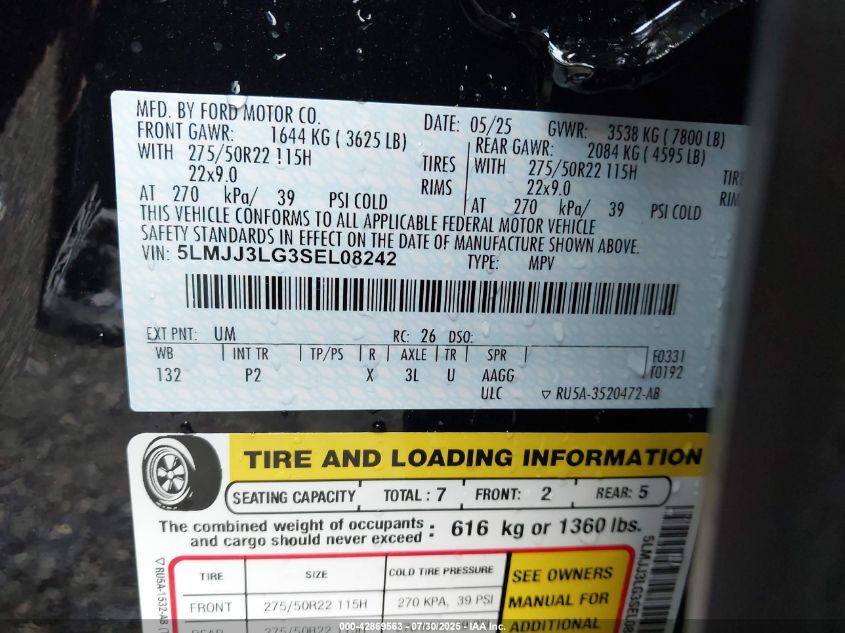 MFD. BY FORD MOTOR CO.
DATE: 05/25 GVWR: 3538 KG ( 7800 LB)
FRONT GAWR: 1644 KG ( 3625 LB)
REAR GAWR: 2084 KG ( 4595 LB)
WITH 275/50R22 115H TIRES
WITH 275/50R22 115H
22x9.0 RIMS
22x9.0
AT 270 kPa/ 39 PSI COLD
AT 270 kPa/ 39 PSI COLD
THIS VEHICLE CONFORMS TO ALL APPLICABLE FEDERAL MOTOR VEHICLE
SAFETY STANDARDS IN EFFECT ON THE DATE OF MANUFACTURE SHOWN ABOVE.
VIN: 5LMJJ3LG3SEL08242 TYPE: MPV
EXT PNT: UM RC: 26 DSO:
WB INT TR TP/PS R AXLE TR SPR
132 P2 X 3L U AAGG
F0331
T0192
ULC ▽ RU5A-3520472-AB
TIRE AND LOADING INFORMATION
SEATING CAPACITY TOTAL : 7 FRONT: 2 REAR: 5
The combined weight of occupants and cargo should never exceed : 616 kg or 1360 lbs.
TIRE SIZE COLD TIRE PRESSURE
FRONT 275/50R22 115H 270 KPA, 39 PSI
SEE OWNERS
MANUAL FOR
ADDITIONAL
▽ RU5A-1532-AB
5LMJJ3LG3SEL08
000-42869563 - 07/30/2025 - IAA Inc.